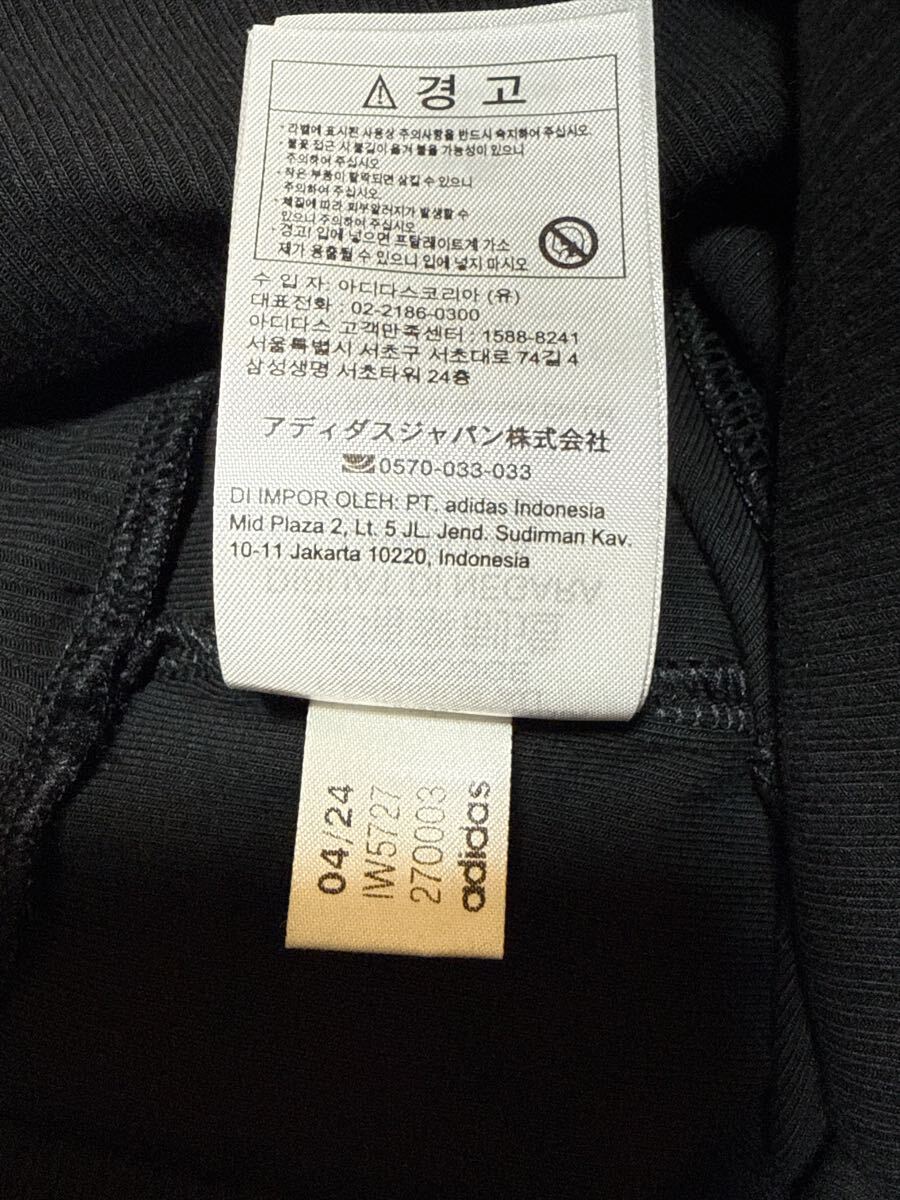 경고
· 라벨에 표시된 사용상 주의사항을 반드시 숙지하여 주십시오.
· 불꽃 접근 시 불길이 옮겨 붙을 가능성이 있으니
주의하여 주십시오
· 작은 부품이 탈락되면 삼킬 수 있으니
주의하여 주십시오.
· 체질에 따라 피부알러지가 발생할 수
있으니 주의하여 주십시오
· 경고! 입에 넣으면 프탈레이트계 가소
제가 용출될 수 있으니 입에 넣지 마시오
수 입 자: 아디다스코리아 (유)
대표전화 : 02-2186-0300
아디다스 고객만족센터 : 1588-8241
서울특별시 서초구 서초대로 74길 4
삼성생명 서초타워 24층
アディダスジャパン株式会社
0570-033-033
DI IMPOR OLEH: PT. adidas Indonesia
Mid Plaza 2, Lt. 5 JL. Jend. Sudirman Kav.
10-11 Jakarta 10220, Indonesia
04/24
IW5727
270003
adidas